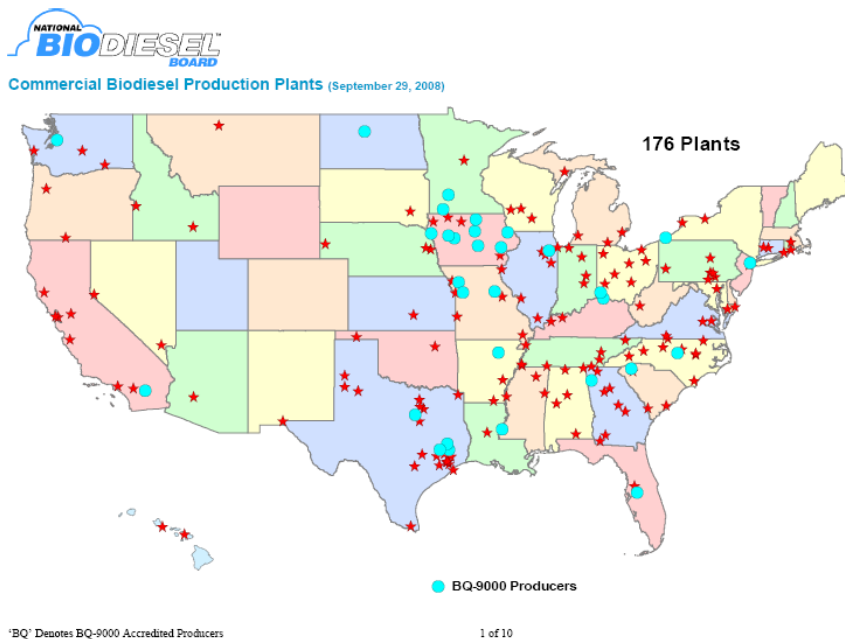 NATIONAL
BIODIESEL
BOARD
Commercial Biodiesel Production Plants (September 29, 2008)
176 Plants
BQ-9000 Producers
'BQ' Denotes BQ-9000 Accredited Producers
1 of 10